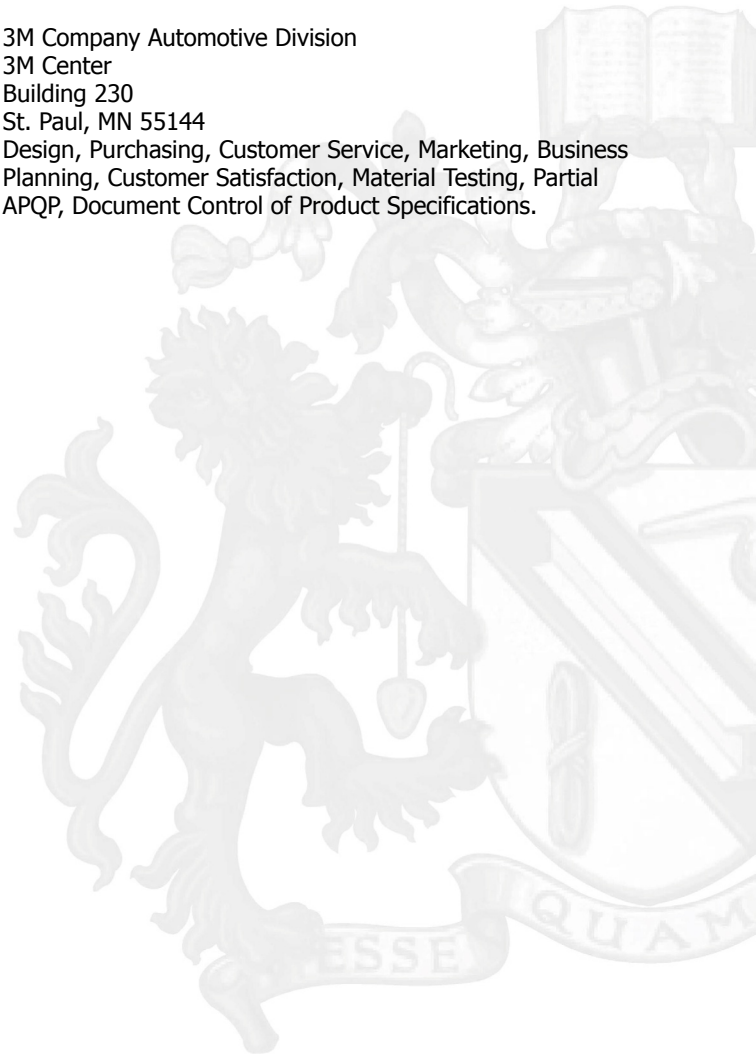 3M Company Automotive Division
3M Center
Building 230
St. Paul, MN 55144
Design, Purchasing, Customer Service, Marketing, Business
Planning, Customer Satisfaction, Material Testing, Partial
APQP, Document Control of Product Specifications.
ESSE QUAM